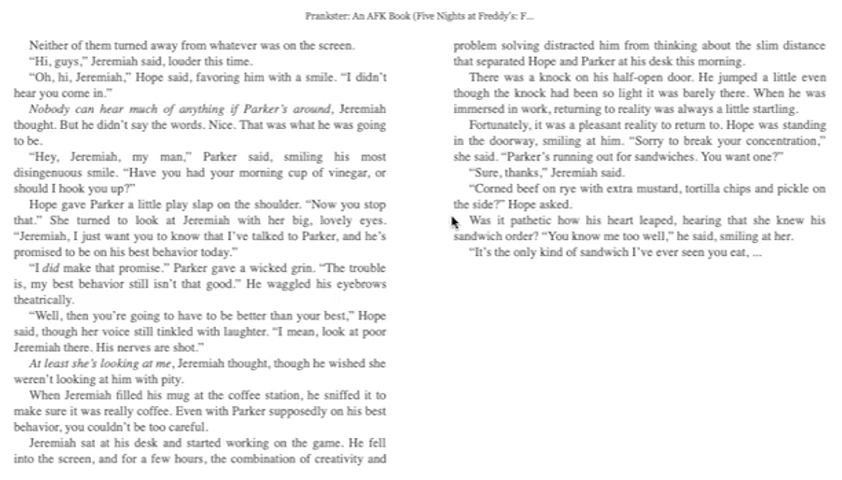 Prankster: An AFK Book (Five Nights at Freddy's: F...
Neither of them turned away from whatever was on the screen.
“Hi, guys,” Jeremiah said, louder this time.
“Oh, hi, Jeremiah,” Hope said, favoring him with a smile. “I didn’t
hear you come in.”
Nobody can hear much of anything if Parker’s around, Jeremiah
thought. But he didn’t say the words. Nice. That was what he was going
to be.
“Hey, Jeremiah, my man,” Parker said, smiling his most
disingenuous smile. “Have you had your morning cup of vinegar, or
should I hook you up?”
Hope gave Parker a little play slap on the shoulder. “Now you stop
that.” She turned to look at Jeremiah with her big, lovely eyes.
“Jeremiah, I just want you to know that I’ve talked to Parker, and he’s
promised to be on his best behavior today.”
“I did make that promise.” Parker gave a wicked grin. “The trouble
is, my best behavior still isn’t that good.” He waggled his eyebrows
theatrically.
“Well, then you’re going to have to be better than your best,” Hope
said, though her voice still tinkled with laughter. “I mean, look at poor
Jeremiah there. His nerves are shot.”
At least she’s looking at me, Jeremiah thought, though he wished she
weren’t looking at him with pity.
When Jeremiah filled his mug at the coffee station, he sniffed it to
make sure it was really coffee. Even with Parker supposedly on his best
behavior, you couldn’t be too careful.
Jeremiah sat at his desk and started working on the game. He fell
into the screen, and for a few hours, the combination of creativity and
problem solving distracted him from thinking about the slim distance
that separated Hope and Parker at his desk this morning.
There was a knock on his half-open door. He jumped a little even
though the knock had been so light it was barely there. When he was
immersed in work, returning to reality was always a little startling.
Fortunately, it was a pleasant reality to return to. Hope was standing
in the doorway, smiling at him. “Sorry to break your concentration,”
she said. “Parker’s running out for sandwiches. You want one?”
“Sure, thanks,” Jeremiah said.
“Corned beef on rye with extra mustard, tortilla chips and pickle on
the side?” Hope asked.
Was it pathetic how his heart leaped, hearing that she knew his
sandwich order? “You know me too well,” he said, smiling at her.
“It’s the only kind of sandwich I’ve ever seen you eat, ...